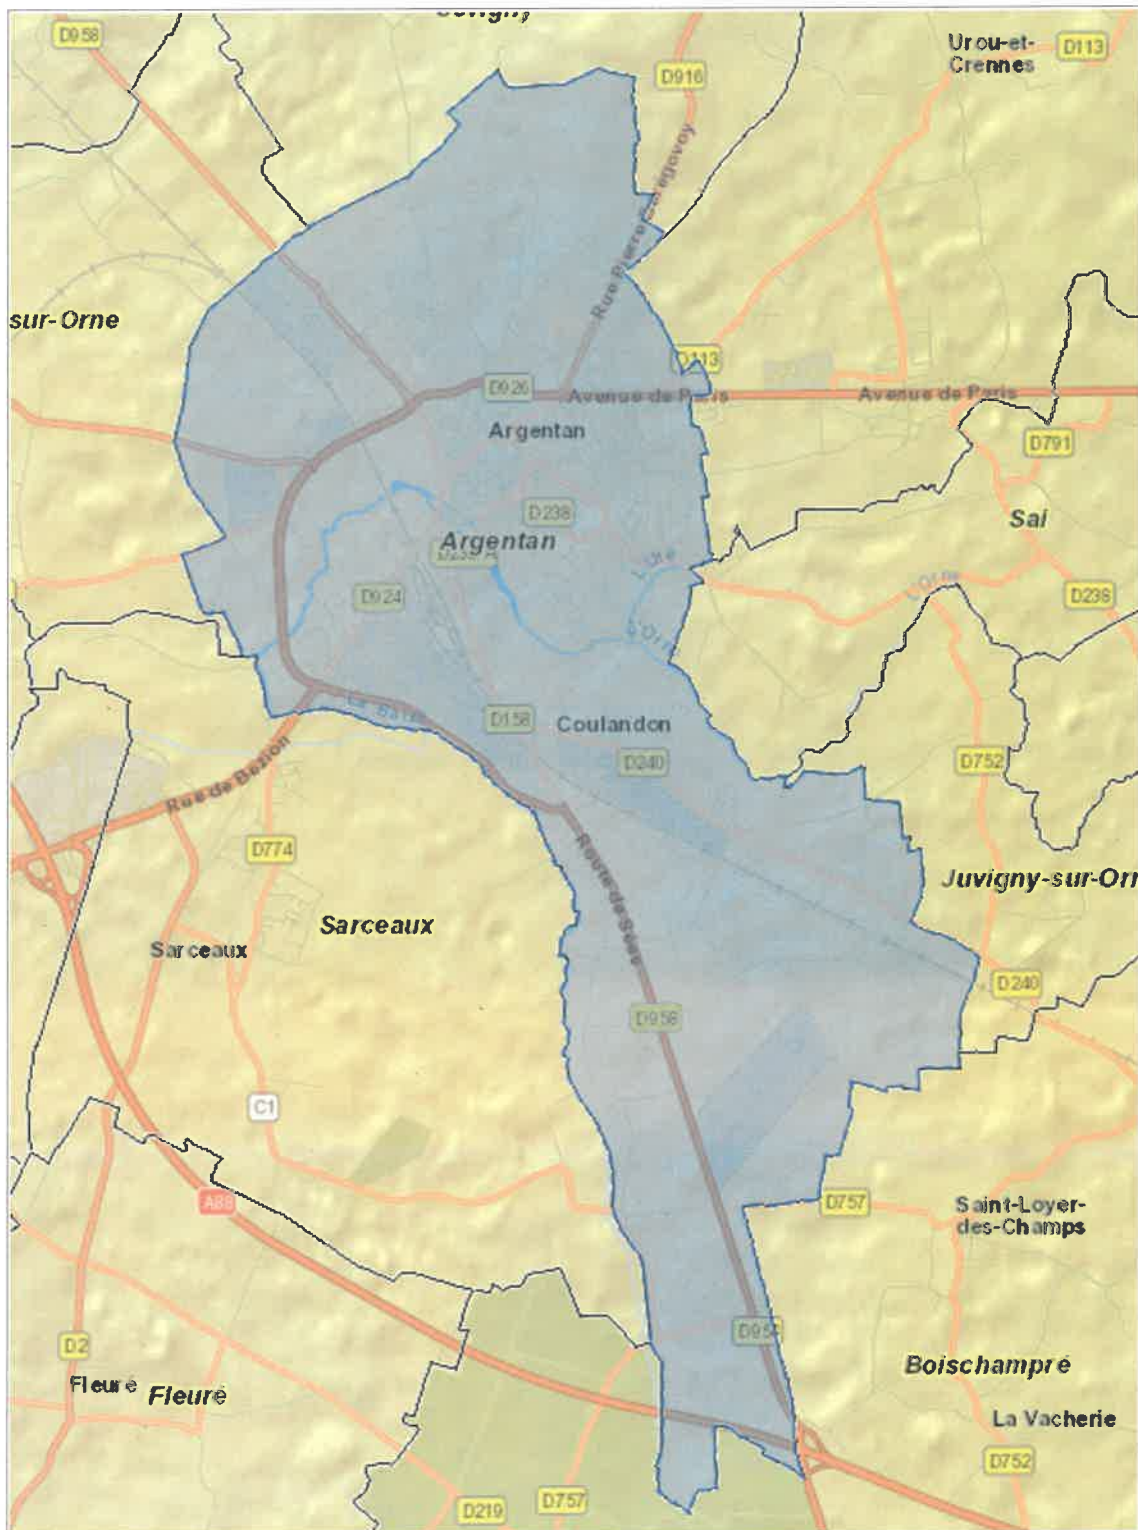 D958
D916
Urou-et-
Crennes
D113
Rue Pierre Bérégovoy
sur-Orne
D113
D926
Avenue de Paris
Avenue de Paris
Argentan
D791
D238
Sai
Argentan
D924
L'Ure
L'Orne
D238
L'Orne
D158
Coulandon
D240
D752
Rue de Bezion
D774
Route de Sées
Juvigny-sur-Orn
Sarceaux
Sarceaux
D240
D958
C1
A88
D757
Saint-Loyer-
des-Champs
D958
D2
Boischampré
Fleuré
Fleuré
La Vacherie
D752
D219
D757